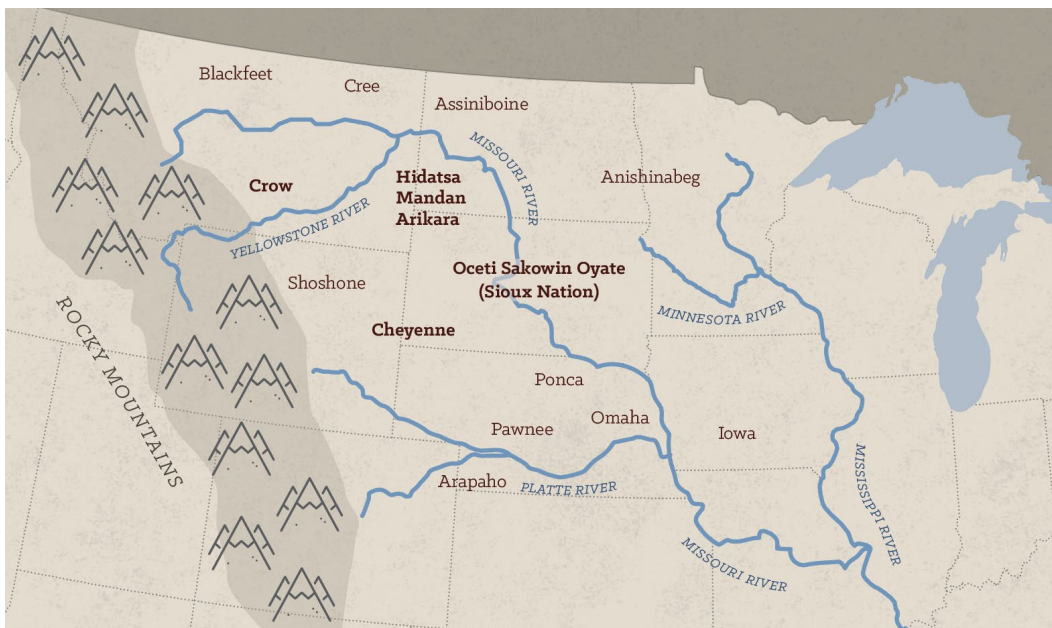 Blackfeet
Cree
Assiniboine
MISSOURI RIVER
Anishinabeg
Crow
Hidatsa
Mandan
Arikara
YELLOWSTONE RIVER
Oceti Sakowin Oyate
(Sioux Nation)
Shoshone
MINNESOTA RIVER
Cheyenne
ROCKY MOUNTAINS
Ponca
Omaha
Pawnee
Iowa
Arapaho
PLATTE RIVER
MISSISSIPPI RIVER
MISSOURI RIVER